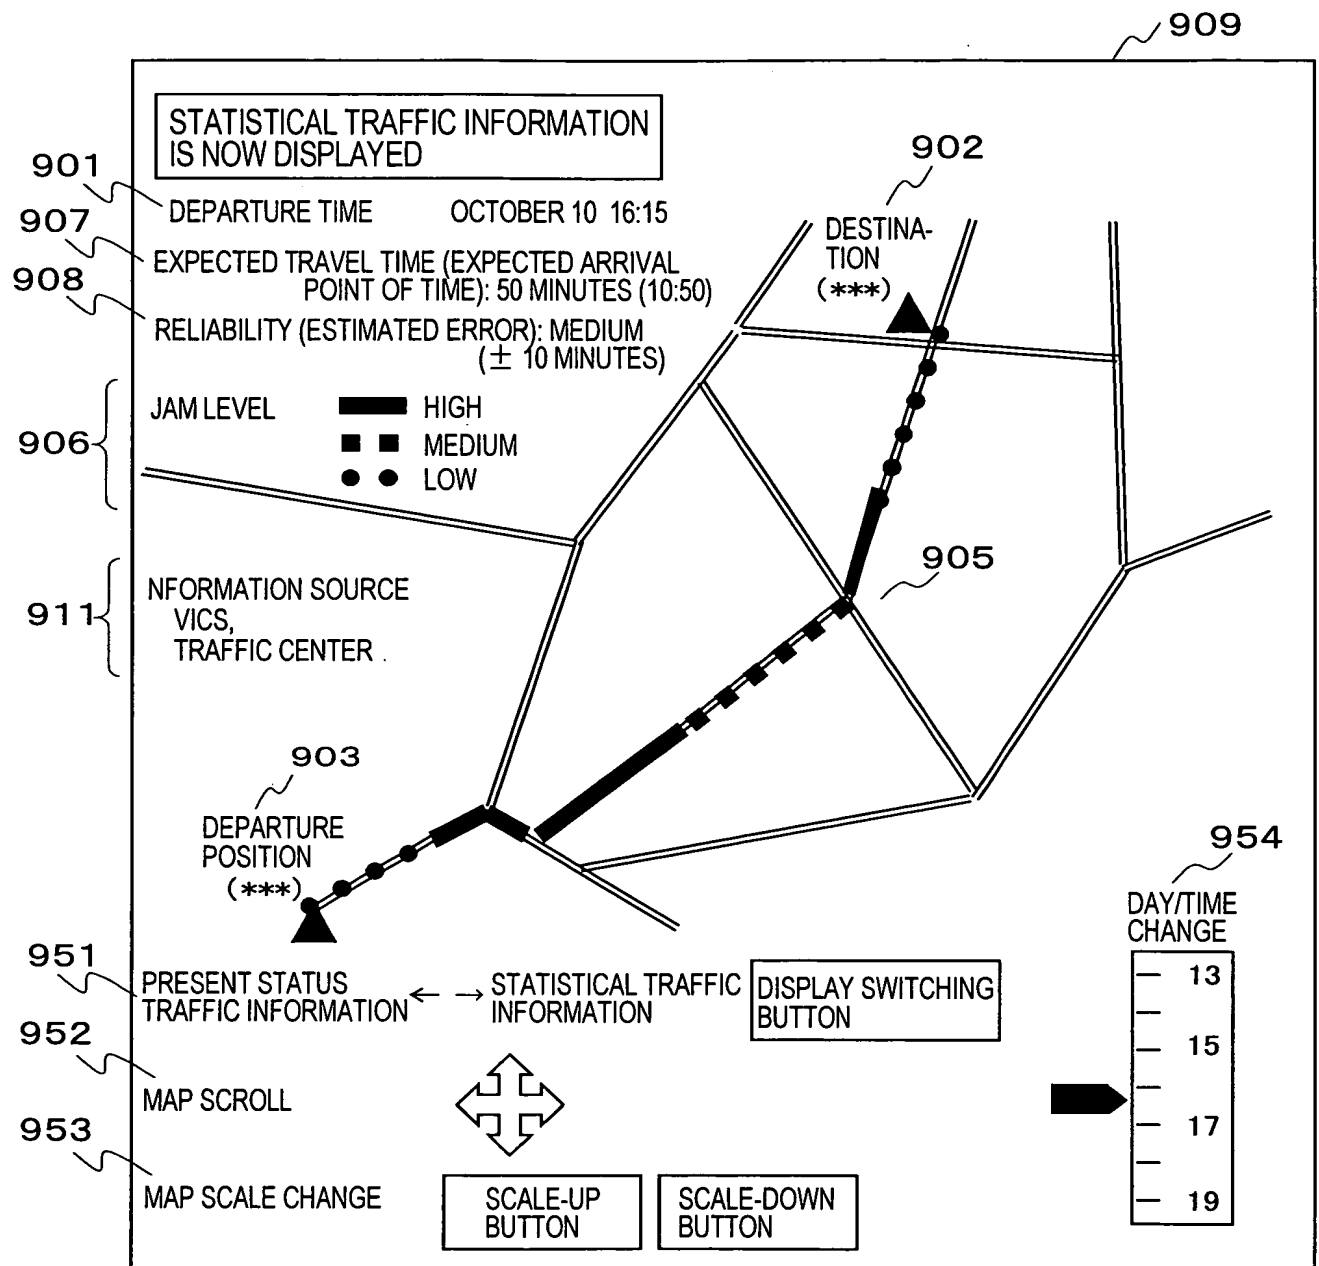 909
STATISTICAL TRAFFIC INFORMATION
IS NOW DISPLAYED
901
902
DEPARTURE TIME OCTOBER 10 16:15
907
DESTINA-
TION
(***)
EXPECTED TRAVEL TIME (EXPECTED ARRIVAL
POINT OF TIME): 50 MINUTES (10:50)
908
RELIABILITY (ESTIMATED ERROR): MEDIUM
(± 10 MINUTES)
906
JAM LEVEL HIGH
MEDIUM
LOW
905
911
NFORMATION SOURCE
VICS,
TRAFFIC CENTER
903
DEPARTURE
POSITION
(***)
954
DAY/TIME
CHANGE
13
15
17
19
951
PRESENT STATUS
TRAFFIC INFORMATION
STATISTICAL TRAFFIC
INFORMATION
DISPLAY SWITCHING
BUTTON
952
MAP SCROLL
953
MAP SCALE CHANGE
SCALE-UP
BUTTON
SCALE-DOWN
BUTTON